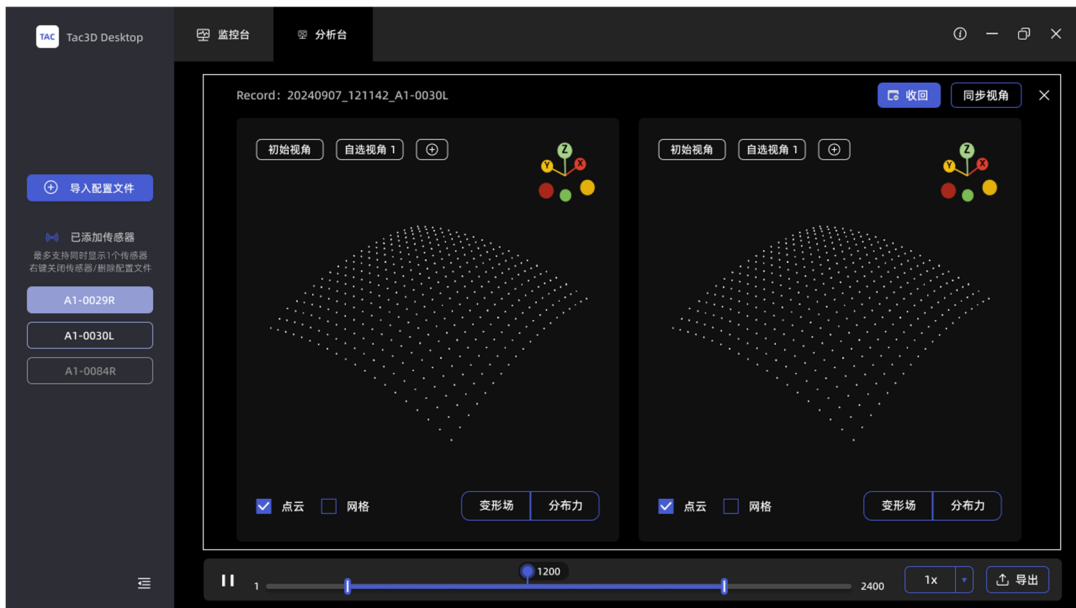 TAC Tac3D Desktop
监控台
分析台
Record: 20240907_121142_A1-0030L
收回
同步视角
导入配置文件
已添加传感器
最多支持同时显示1个传感器
右键关闭传感器/删除配置文件
A1-0029R
A1-0030L
A1-0084R
初始视角
自选视角 1
Z
Y
X
点云
网格
变形场
分布力
初始视角
自选视角 1
Z
Y
X
点云
网格
变形场
分布力
1
1200
2400
1x
导出